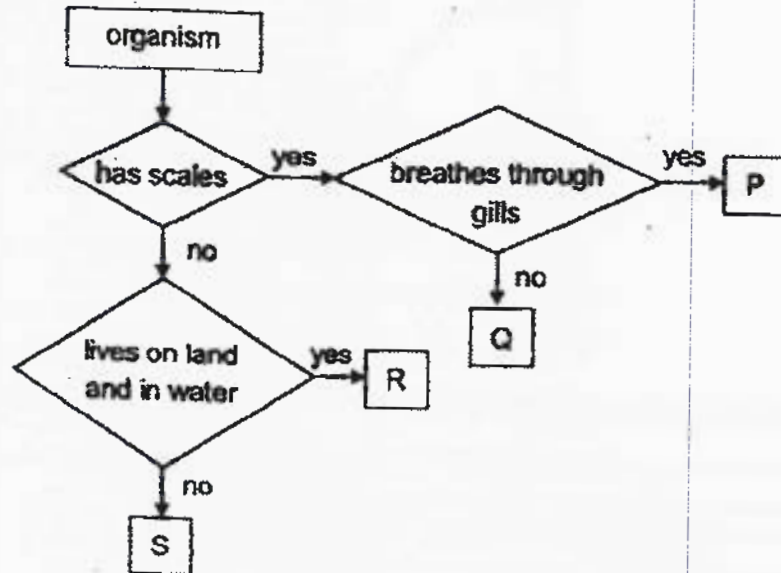 organism
has scales
yes
breathes through
gills
yes
P
no
no
Q
lives on land
and in water
yes
R
no
S